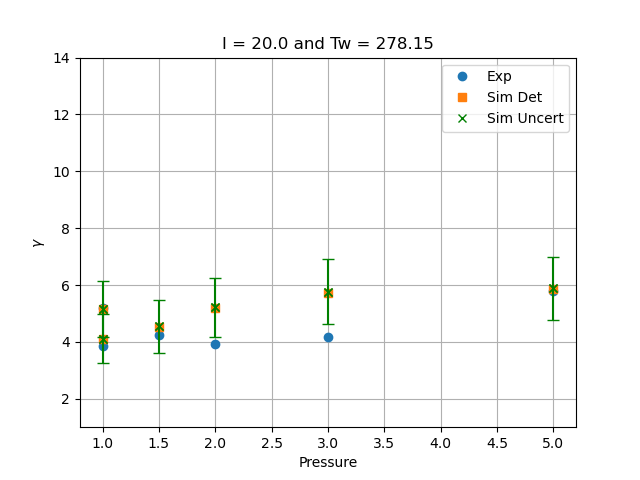 I = 20.0 and Tw = 278.15
14
12
10
8
6
4
2
γ
Exp
Sim Det
Sim Uncert
1.0 1.5 2.0 2.5 3.0 3.5 4.0 4.5 5.0
Pressure